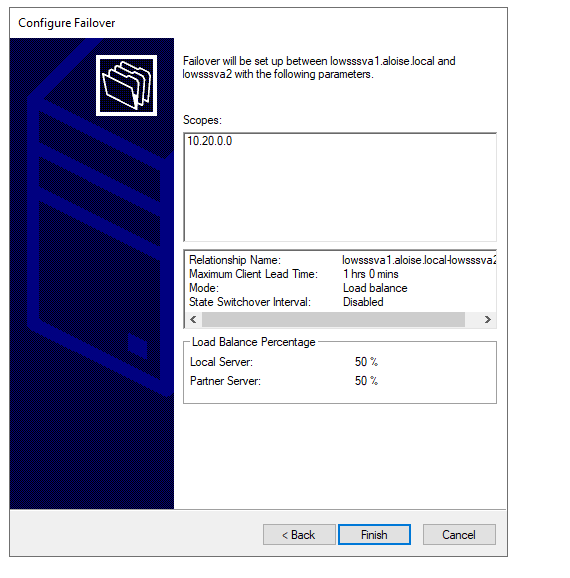 Configure Failover
Failover will be set up between lowsssva1.aloise.local and
lowsssva2 with the following parameters.
Scopes:
10.20.0.0
Relationship Name: lowsssva1.aloise.local-lowsssva2
Maximum Client Lead Time: 1 hrs 0 mins
Mode: Load balance
State Switchover Interval: Disabled
Load Balance Percentage
Local Server: 50 %
Partner Server: 50 %
< Back Finish Cancel